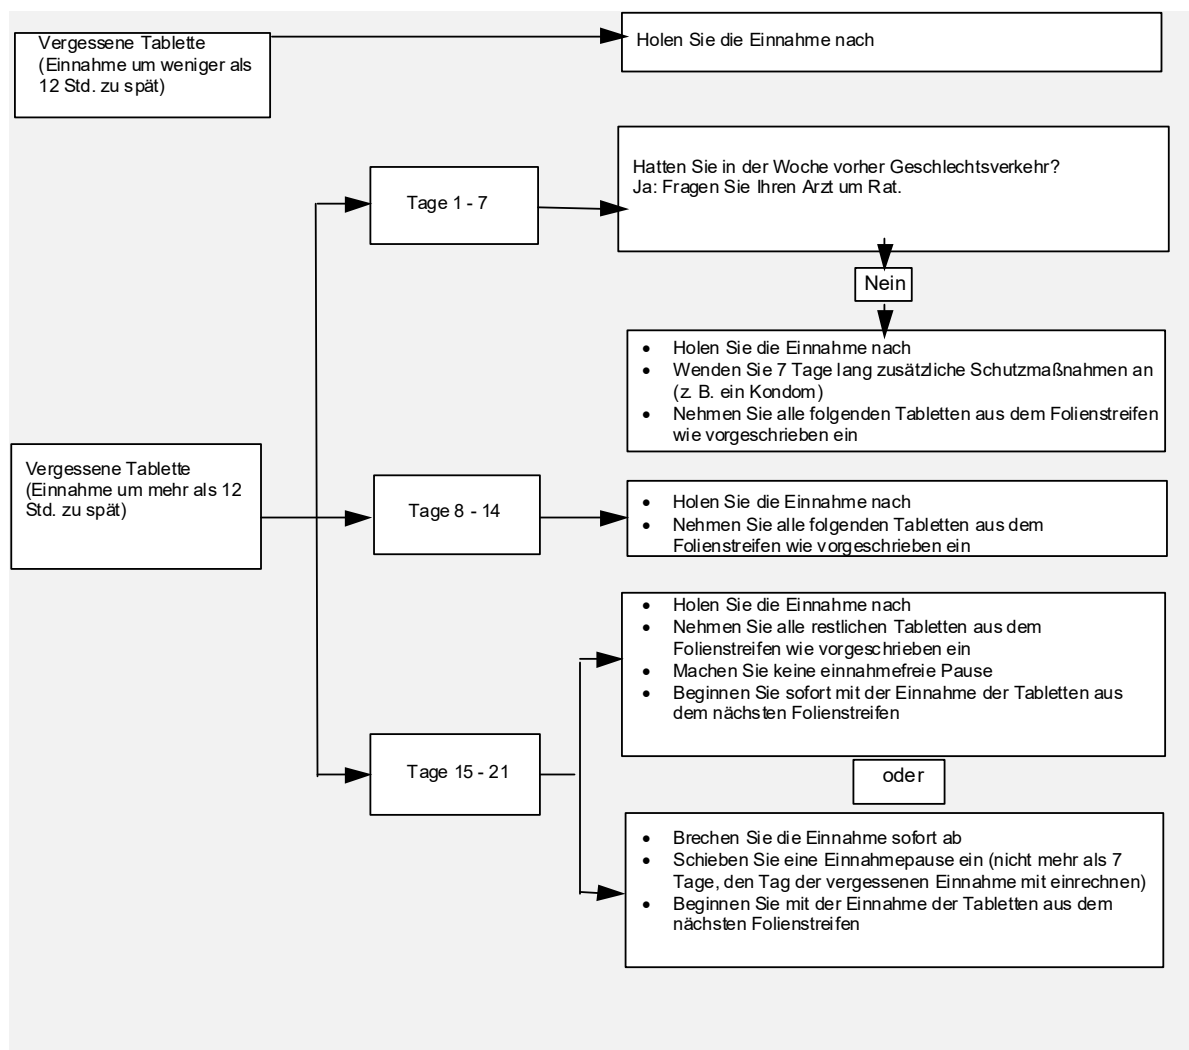 Vergessene Tablette
(Einnahme um weniger als
12 Std. zu spät)
Holen Sie die Einnahme nach
Hatten Sie in der Woche vorher Geschlechtsverkehr?
Ja: Fragen Sie Ihren Arzt um Rat.
Tage 1 - 7
Nein
• Holen Sie die Einnahme nach
• Wenden Sie 7 Tage lang zusätzliche Schutzmaßnahmen an
(z. B. ein Kondom)
• Nehmen Sie alle folgenden Tabletten aus dem Folienstreifen
wie vorgeschrieben ein
Vergessene Tablette
(Einnahme um mehr als 12
Std. zu spät)
Tage 8 - 14
• Holen Sie die Einnahme nach
• Nehmen Sie alle folgenden Tabletten aus dem
Folienstreifen wie vorgeschrieben ein
• Holen Sie die Einnahme nach
• Nehmen Sie alle restlichen Tabletten aus dem
Folienstreifen wie vorgeschrieben ein
• Machen Sie keine einnahmefreie Pause
• Beginnen Sie sofort mit der Einnahme der Tabletten aus
dem nächsten Folienstreifen
Tage 15 - 21
oder
• Brechen Sie die Einnahme sofort ab
• Schieben Sie eine Einnahmepause ein (nicht mehr als 7
Tage, den Tag der vergessenen Einnahme mit einrechnen)
• Beginnen Sie mit der Einnahme der Tabletten aus dem
nächsten Folienstreifen